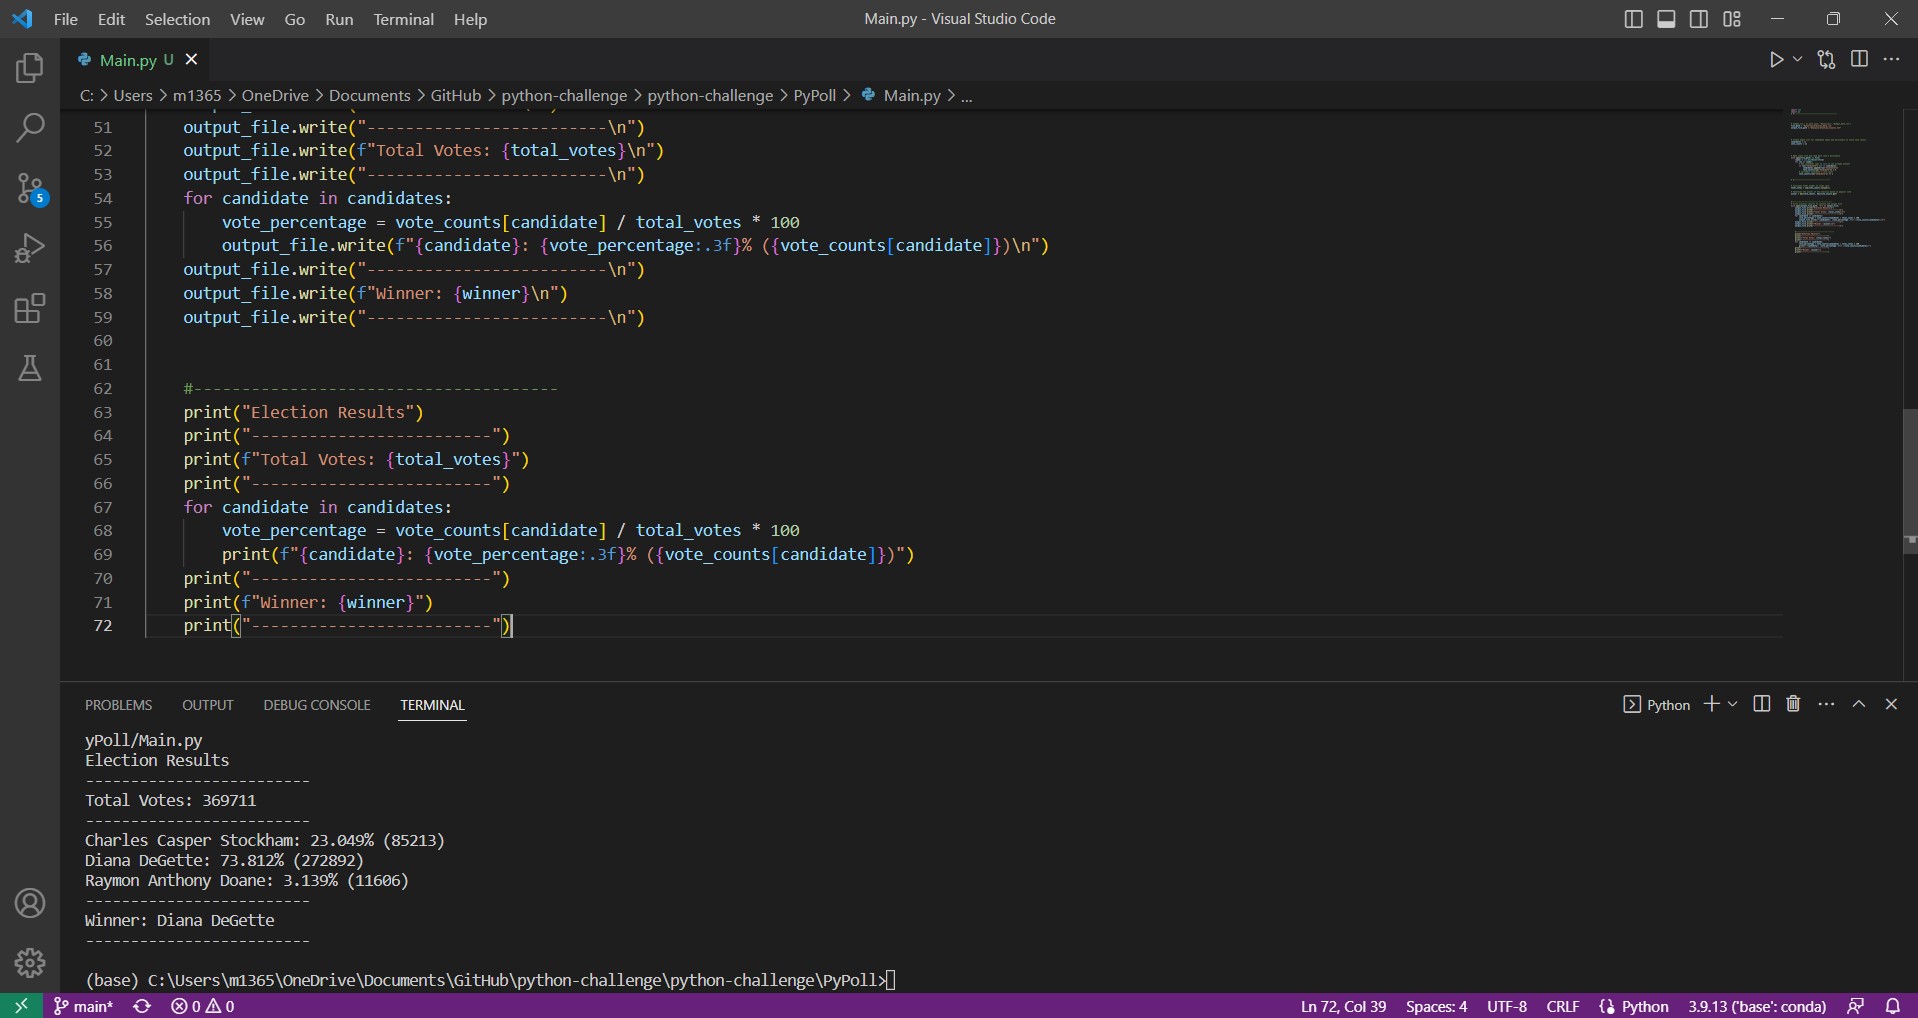 File Edit Selection View Go Run Terminal Help
Main.py - Visual Studio Code
Main.py U
C: > Users > m1365 > OneDrive > Documents > GitHub > python-challenge > python-challenge > PyPoll > Main.py > ...
51 output_file.write("-------------------------\n")
52 output_file.write(f"Total Votes: {total_votes}\n")
53 output_file.write("-------------------------\n")
54 for candidate in candidates:
55 vote_percentage = vote_counts[candidate] / total_votes * 100
56 output_file.write(f"{candidate}: {vote_percentage:.3f}% ({vote_counts[candidate]})\n")
57 output_file.write("-------------------------\n")
58 output_file.write(f"Winner: {winner}\n")
59 output_file.write("-------------------------\n")
60
61
62 #--------------------------------------
63 print("Election Results")
64 print("-------------------------")
65 print(f"Total Votes: {total_votes}")
66 print("-------------------------")
67 for candidate in candidates:
68 vote_percentage = vote_counts[candidate] / total_votes * 100
69 print(f"{candidate}: {vote_percentage:.3f}% ({vote_counts[candidate]})")
70 print("-------------------------")
71 print(f"Winner: {winner}")
72 print("-------------------------")
5
PROBLEMS OUTPUT DEBUG CONSOLE TERMINAL
Python
yPoll/Main.py
Election Results
-------------------------
Total Votes: 369711
-------------------------
Charles Casper Stockham: 23.049% (85213)
Diana DeGette: 73.812% (272892)
Raymon Anthony Doane: 3.139% (11606)
-------------------------
Winner: Diana DeGette
-------------------------
(base) C:\Users\m1365\OneDrive\Documents\GitHub\python-challenge\python-challenge\PyPoll>
main* 0 0 Ln 72, Col 39 Spaces: 4 UTF-8 CRLF Python 3.9.13 ('base': conda)